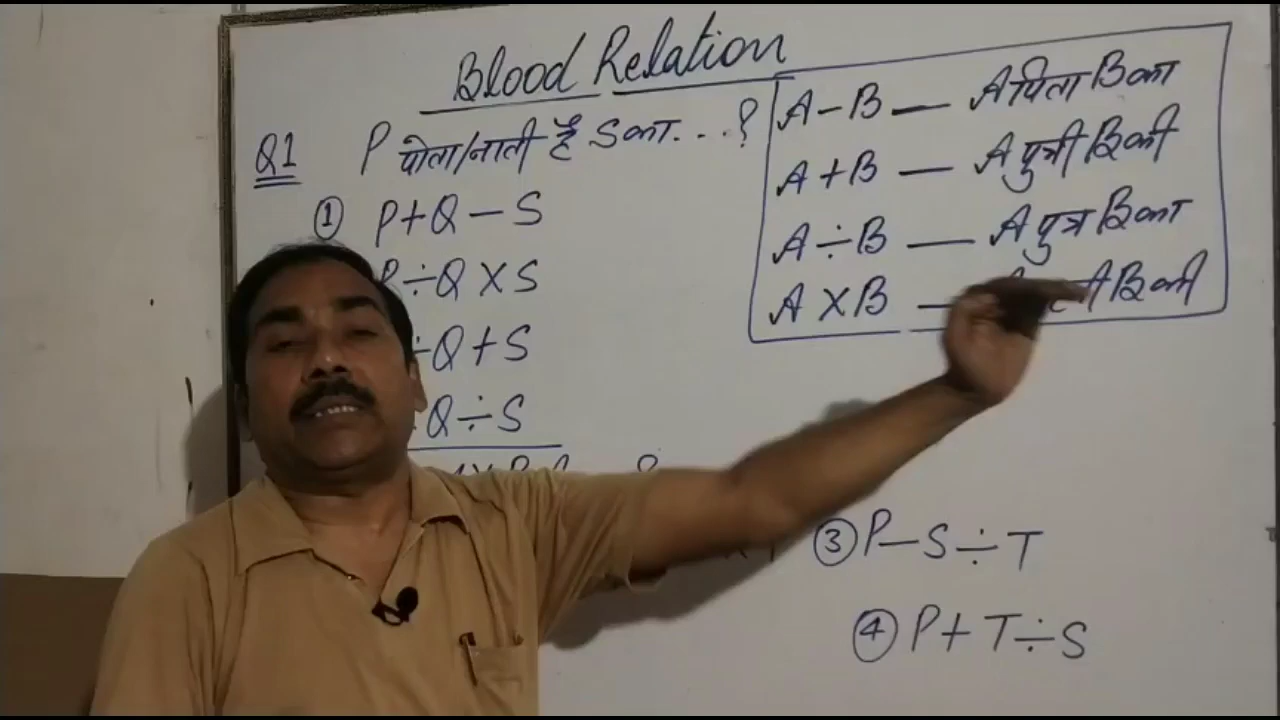 Blood Relation
Q1 P पोता/नाती है S का...?
① P+Q-S
P÷Q×S
÷Q+S
Q÷S
A-B — A पिता B का
A+B — A पुत्री B की
A÷B — A पुत्र B का
A×B — B की
③ P-S÷T
④ P+T÷S